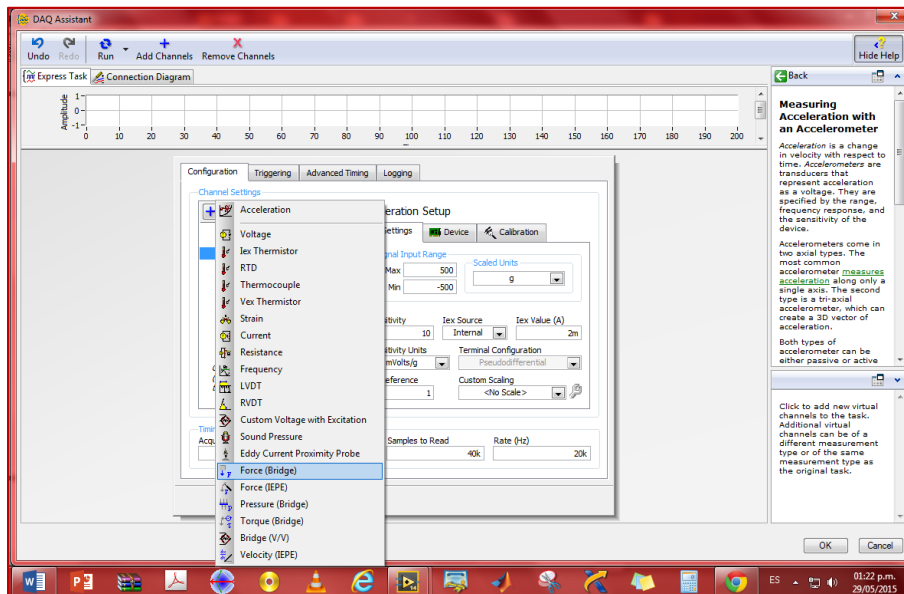 DAQ Assistant
Undo Redo Run Add Channels Remove Channels Hide Help
Express Task Connection Diagram
Back
Amplitude
1
0
-1
0 10 20 30 40 50 60 70 80 90 100 110 120 130 140 150 160 170 180 190 200
Configuration Triggering Advanced Timing Logging
Channel Settings
Acceleration
Voltage
Iex Thermistor
RTD
Thermocouple
Vex Thermistor
Strain
Current
Resistance
Frequency
LVDT
RVDT
Custom Voltage with Excitation
Sound Pressure
Eddy Current Proximity Probe
Force (Bridge)
Force (IEPE)
Pressure (Bridge)
Torque (Bridge)
Bridge (V/V)
Velocity (IEPE)
eration Setup
ettings Device Calibration
gnal Input Range
Max 500
Min -500
Scaled Units
g
sitivity
10
Iex Source
Internal
Iex Value (A)
2m
sitivity Units
mVolts/g
Terminal Configuration
Pseudodifferential
eference
1
Custom Scaling
<No Scale>
Timin
Acqu
Samples to Read
40k
Rate (Hz)
20k
Measuring
Acceleration with
an Accelerometer
Acceleration is a change
in velocity with respect to
time. Accelerometers are
transducers that
represent acceleration
as a voltage. They are
specified by the range,
frequency response, and
the sensitivity of the
device.
Accelerometers come in
two axial types. The
most common
accelerometer measures
acceleration along only a
single axis. The second
type is a tri-axial
accelerometer, which can
create a 3D vector of
acceleration.
Both types of
accelerometer can be
either passive or active
Click to add new virtual
channels to the task.
Additional virtual
channels can be of a
different measurement
type or of the same
measurement type as
the original task.
OK Cancel
ES
01:22 p.m.
29/05/2015